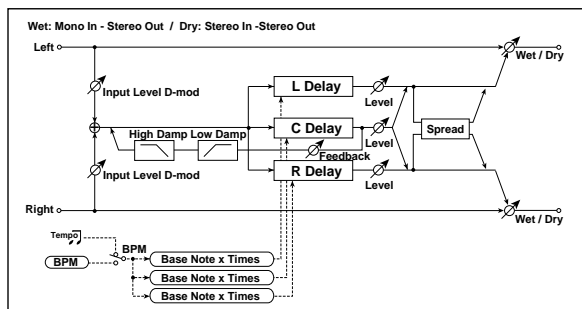 Wet: Mono In - Stereo Out / Dry: Stereo In -Stereo Out
Left
Wet / Dry
Input Level D-mod
L Delay
Level
High Damp Low Damp
C Delay
Level
Spread
Feedback
Input Level D-mod
R Delay
Level
Right
Wet / Dry
Tempo
BPM
BPM
Base Note x Times
Base Note x Times
Base Note x Times